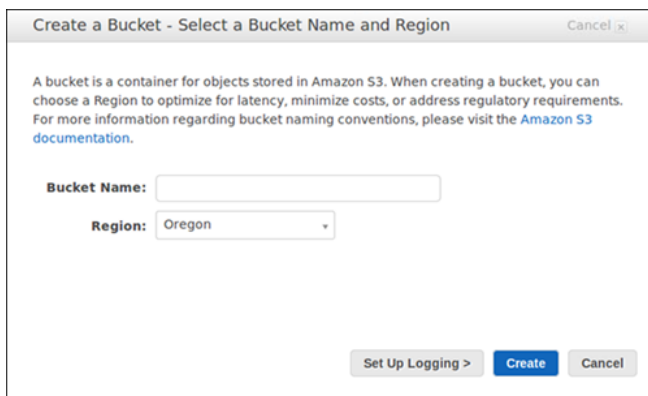 Create a Bucket - Select a Bucket Name and Region Cancel x
A bucket is a container for objects stored in Amazon S3. When creating a bucket, you can
choose a Region to optimize for latency, minimize costs, or address regulatory requirements.
For more information regarding bucket naming conventions, please visit the Amazon S3
documentation.
Bucket Name:
Region: Oregon
Set Up Logging > Create Cancel